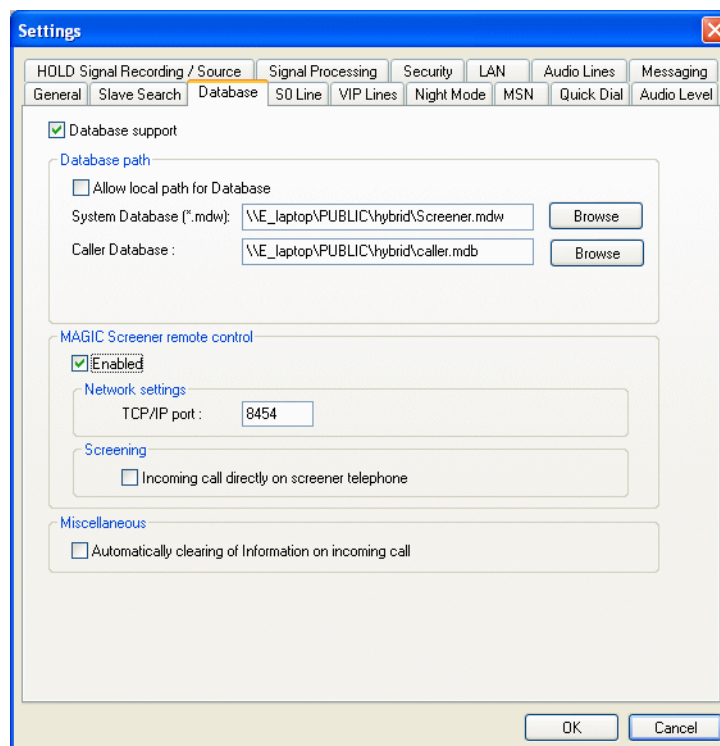 Settings
HOLD Signal Recording / Source Signal Processing Security LAN Audio Lines Messaging
General Slave Search Database S0 Line VIP Lines Night Mode MSN Quick Dial Audio Level
Database support
Database path
Allow local path for Database
System Database (*.mdw): \\E_laptop\PUBLIC\hybrid\Screener.mdw Browse
Caller Database : \\E_laptop\PUBLIC\hybrid\caller.mdb Browse
MAGIC Screener remote control
Enabled
Network settings
TCP/IP port : 8454
Screening
Incoming call directly on screener telephone
Miscellaneous
Automatically clearing of Information on incoming call
OK Cancel